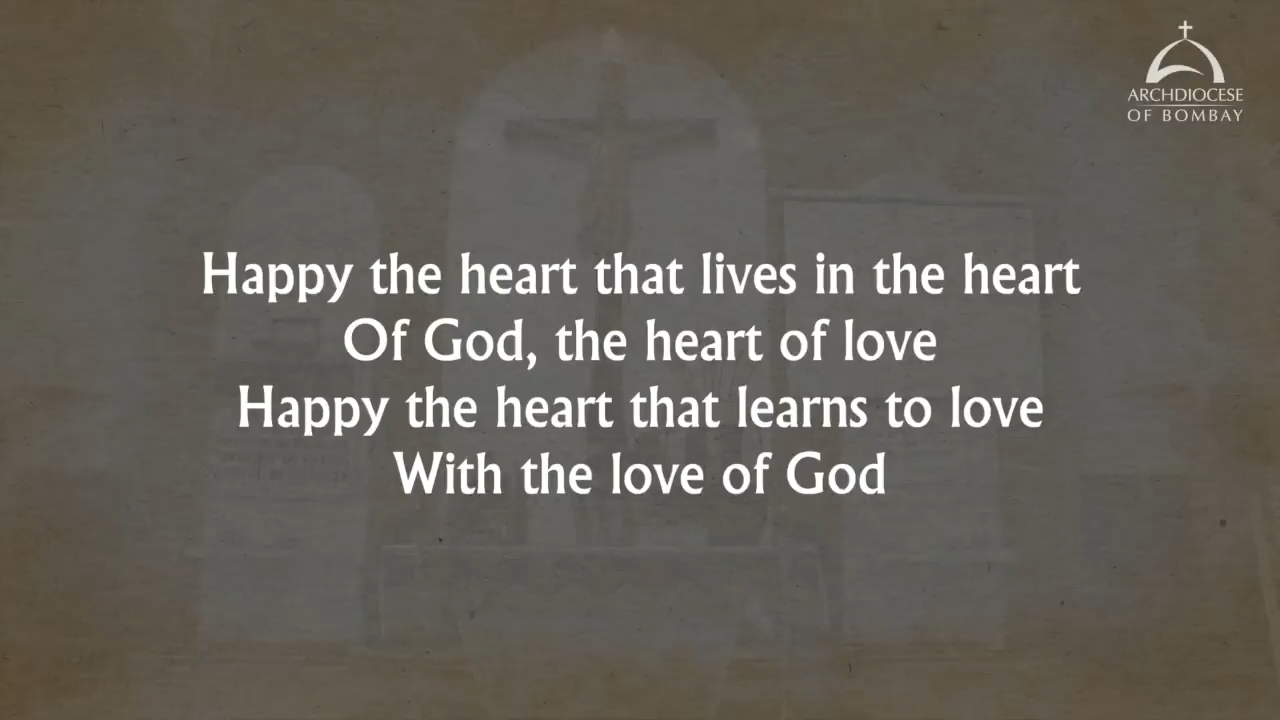 ARCHDIOCESE
OF BOMBAY
Happy the heart that lives in the heart
Of God, the heart of love
Happy the heart that learns to love
With the love of God